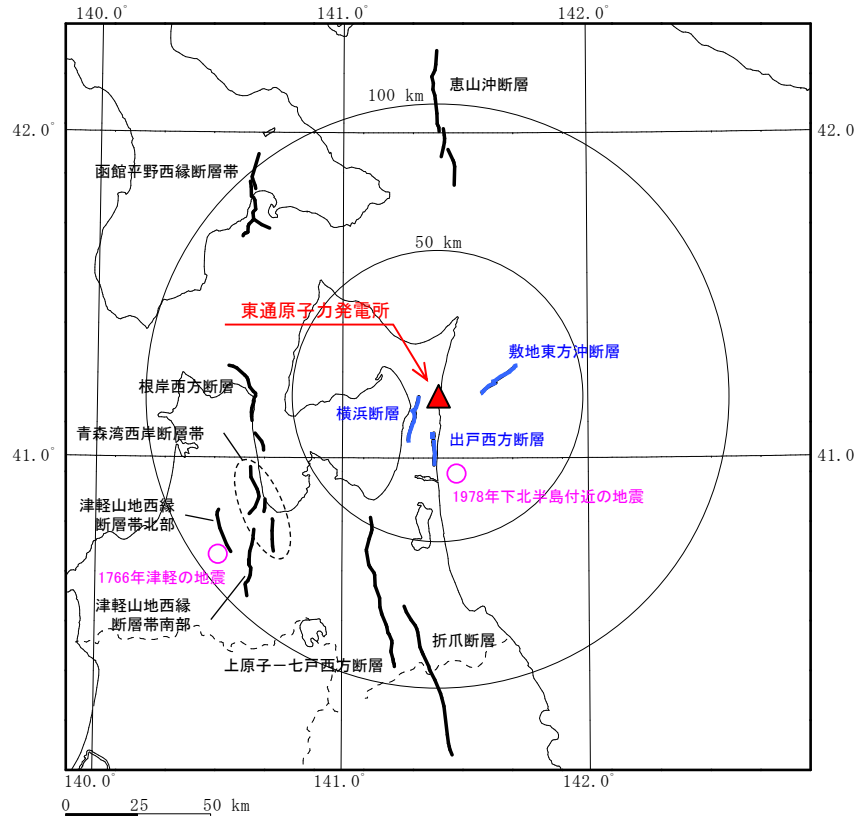 140.0°
141.0°
142.0°
恵山沖断層
100 km
42.0°
42.0
函館平野西縁断層帯
50 km
東通原子力発電所
敷地東方沖断層
根岸西方断層
横浜断層
青森湾西岸断層帯
出戸西方断層
41.0°
41.0
1978年下北半島付近の地震
津軽山地西縁
断層帯北部
1766年津軽の地震
津軽山地西縁
断層帯南部
折爪断層
上原子－七戸西方断層
140.0°
141.0°
142.0°
0 25 50 km